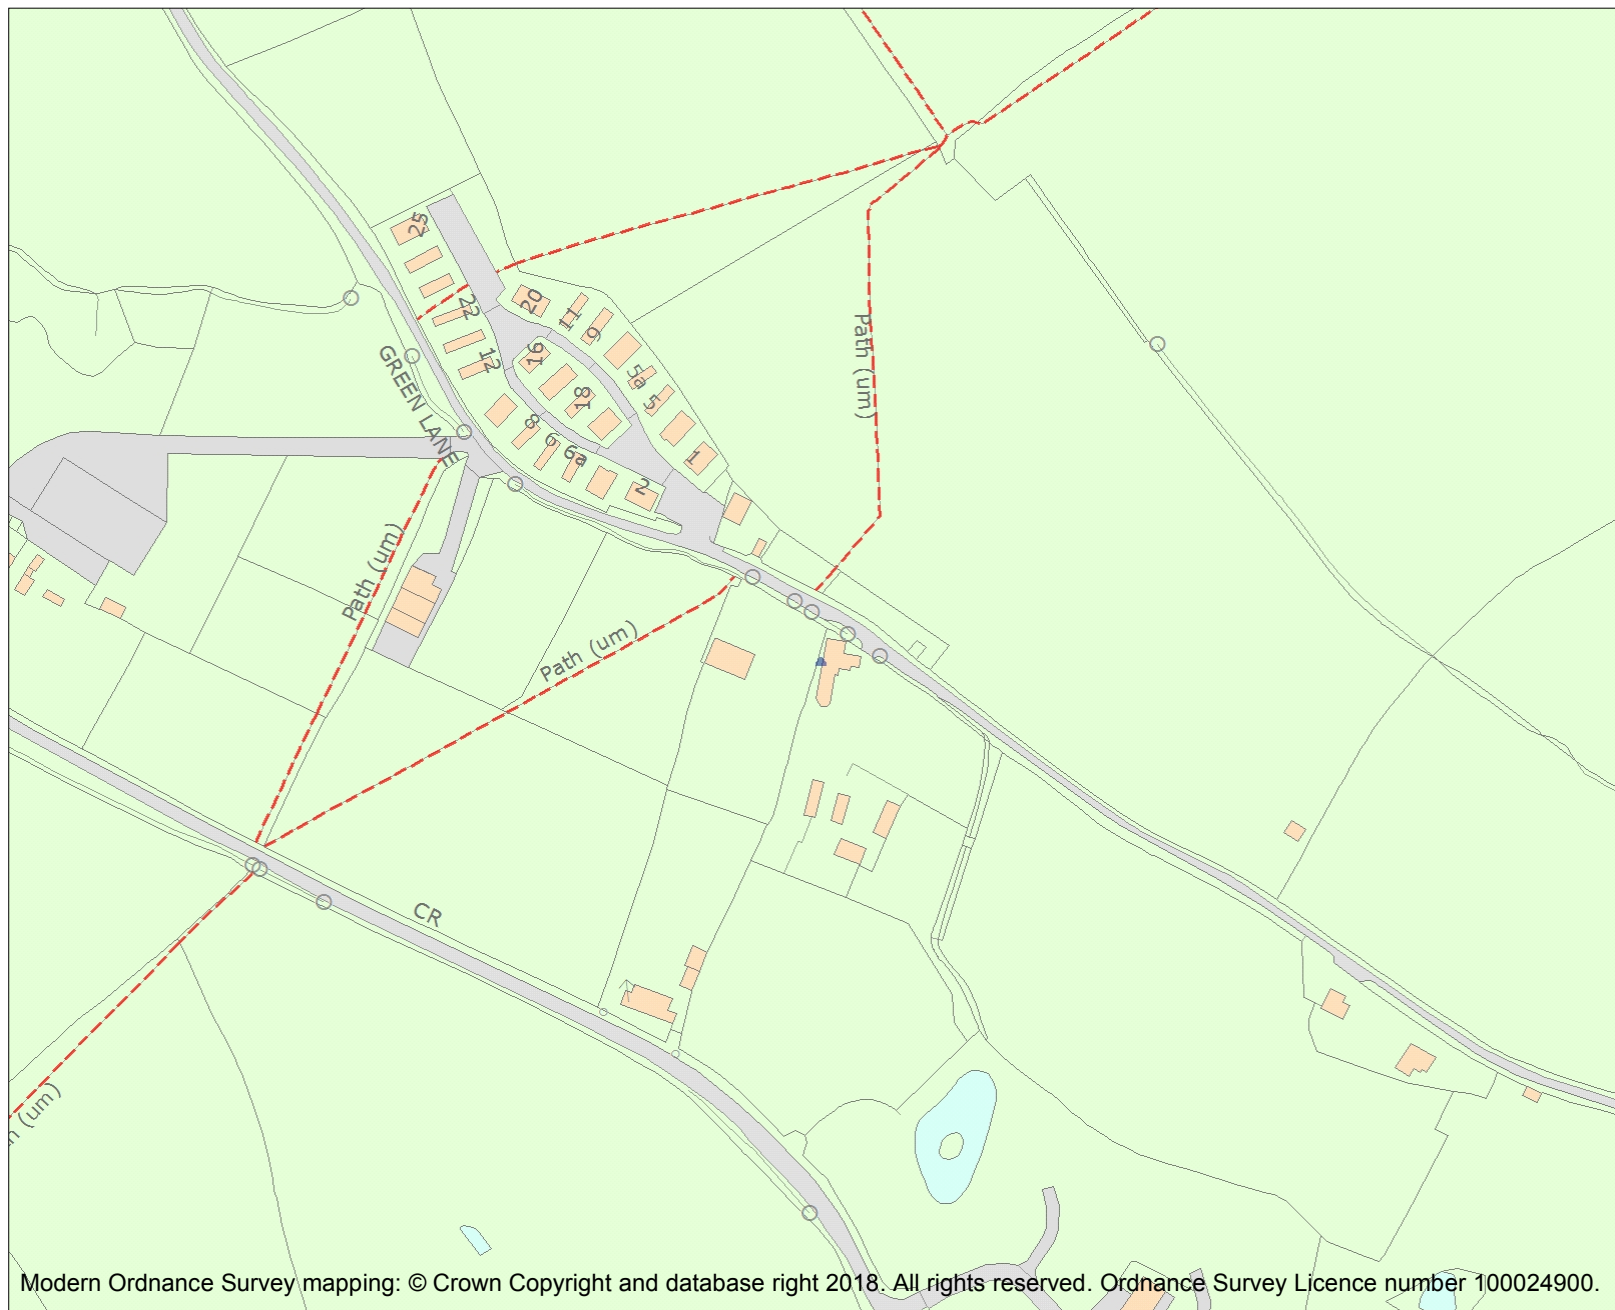 25
22
12
20
11
9
16
18
5a
5
1
8
6
6a
2
GREEN LANE
Path (um)
Path (um)
Path (um)
CR
(um)
Modern Ordnance Survey mapping: © Crown Copyright and database right 2018. All rights reserved. Ordnance Survey Licence number 100024900.